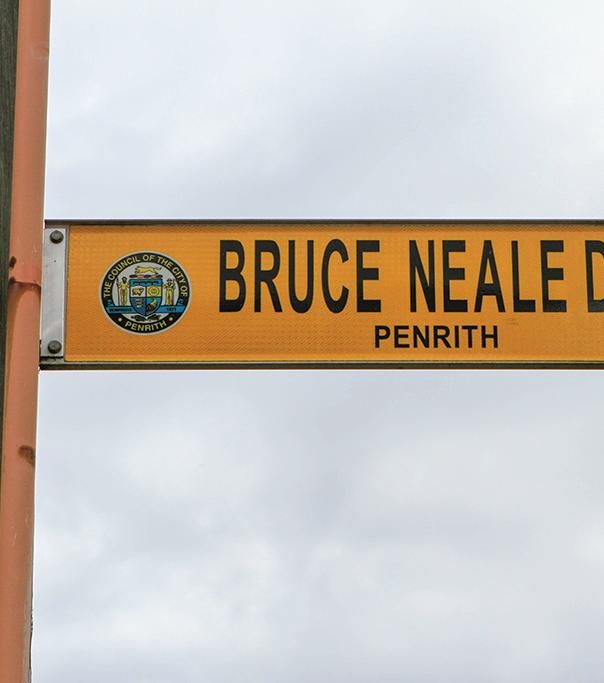 BRUCE NEALE D
PENRITH
THE COUNCIL OF THE CITY OF
PENRITH